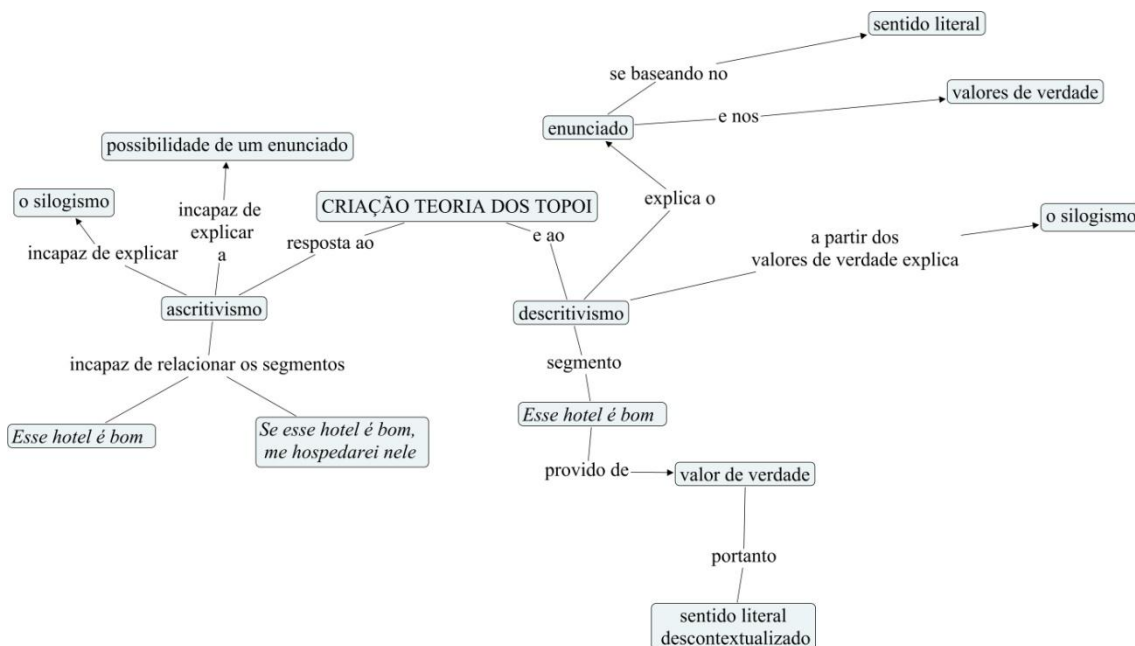 sentido literal
se baseando no
valores de verdade
e nos
enunciado
possibilidade de um enunciado
o silogismo
CRIAÇÃO TEORIA DOS TOPOI
explica o
o silogismo
incapaz de
explicar
a
incapaz de explicar
resposta ao
e ao
a partir dos
valores de verdade explica
ascritivismo
descritivismo
incapaz de relacionar os segmentos
segmento
Esse hotel é bom
Se esse hotel é bom,
me hospedarei nele
Esse hotel é bom
provido de
valor de verdade
portanto
sentido literal
descontextualizado